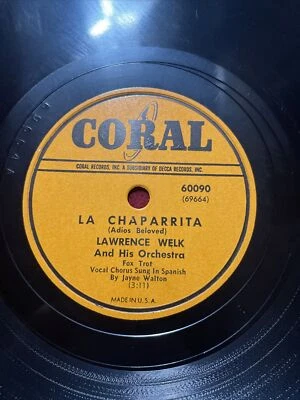 CORAL
CORAL RECORDS, INC. A SUBSIDIARY OF DECCA RECORDS, INC.
60090
(69664)
LA CHAPARRITA
(Adios Beloved)
LAWRENCE WELK
And His Orchestra
Fox Trot
Vocal Chorus Sung In Spanish
By Jayne Walton
(3:11)
MADE IN U.S.A.